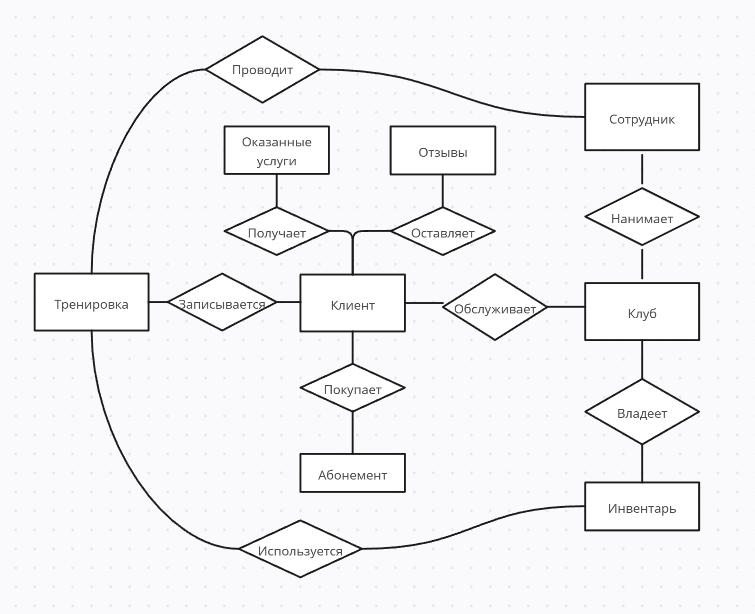 Проводит
Сотрудник
Оказанные
услуги
Отзывы
Нанимает
Получает
Оставляет
Тренировка
Записывается
Клиент
Обслуживает
Клуб
Покупает
Владеет
Абонемент
Инвентарь
Используется